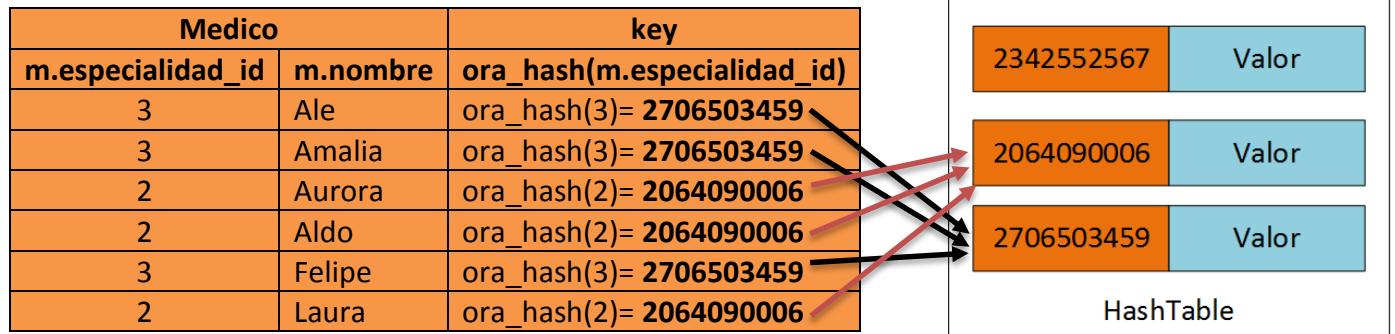 Medico key
m.especialidad_id m.nombre ora_hash(m.especialidad_id)
3 Ale ora_hash(3)= 2706503459
3 Amalia ora_hash(3)= 2706503459
2 Aurora ora_hash(2)= 2064090006
2 Aldo ora_hash(2)= 2064090006
3 Felipe ora_hash(3)= 2706503459
2 Laura ora_hash(2)= 2064090006
2342552567 Valor
2064090006 Valor
2706503459 Valor
HashTable